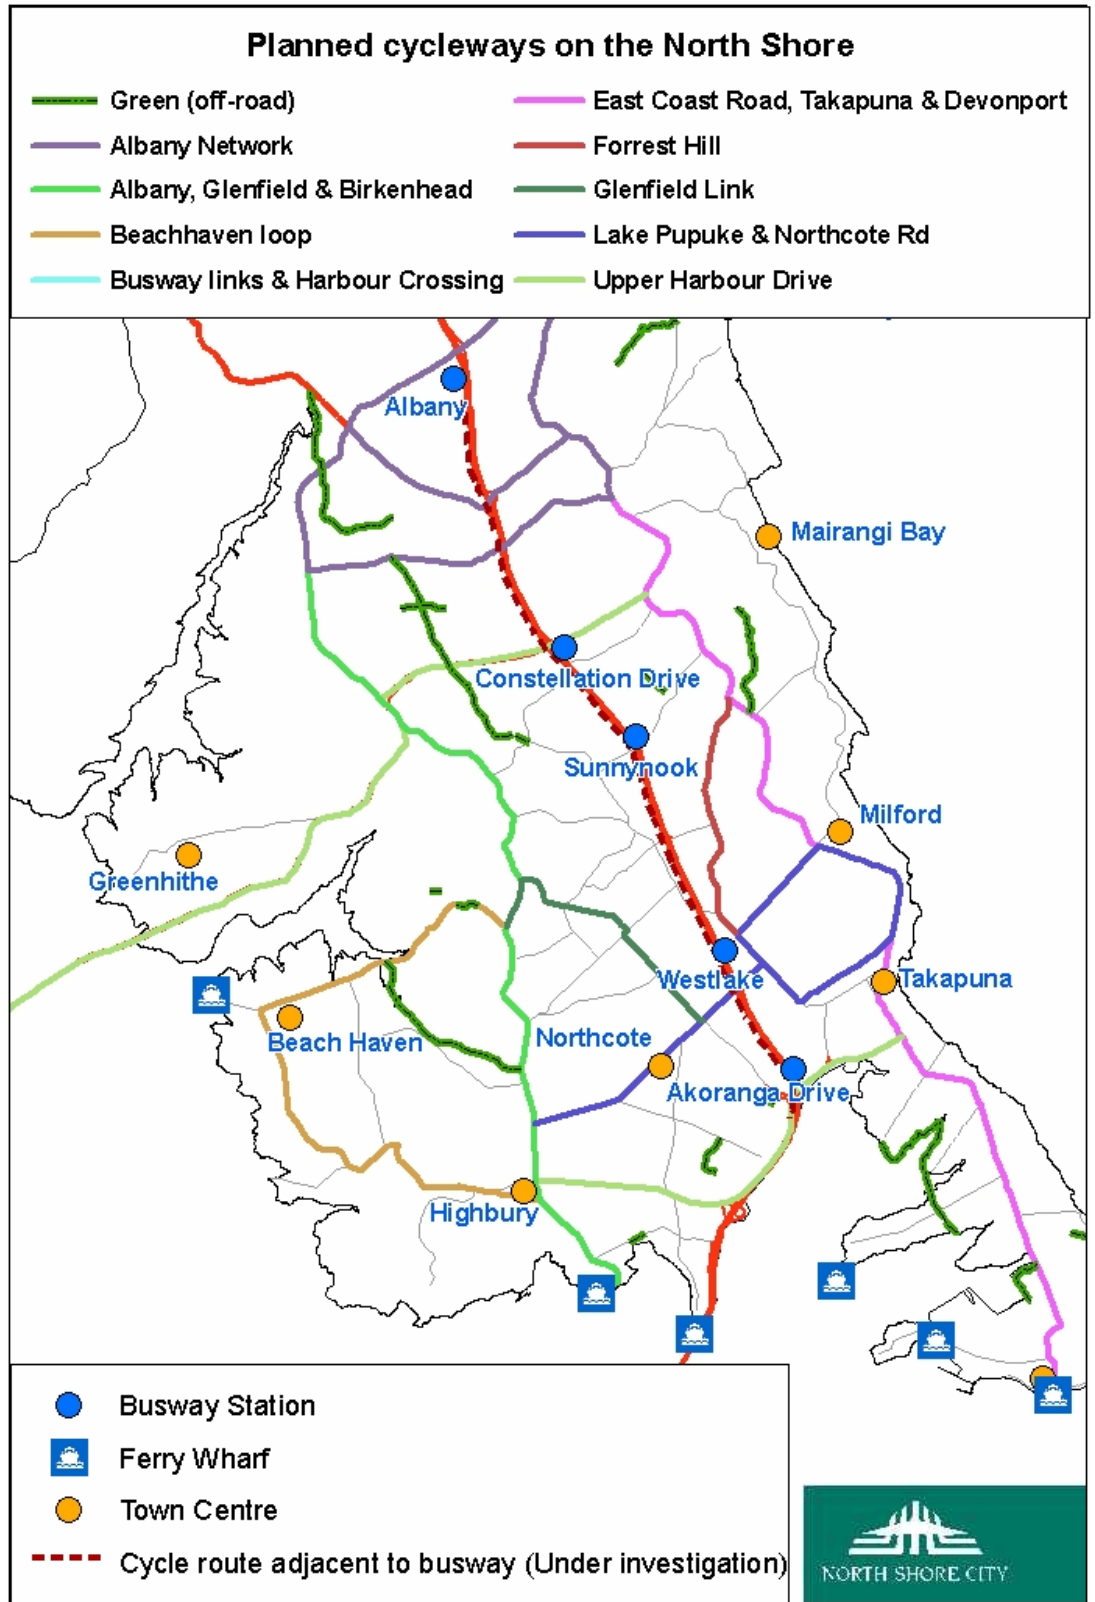 Planned cycleways on the North Shore
Green (off-road)
East Coast Road, Takapuna & Devonport
Albany Network
Forrest Hill
Albany, Glenfield & Birkenhead
Glenfield Link
Beachhaven loop
Lake Pupuke & Northcote Rd
Busway links & Harbour Crossing
Upper Harbour Drive
Albany
Mairangi Bay
Constellation Drive
Sunnynook
Milford
Greenhithe
Westlake
Takapuna
Northcote
Beach Haven
Akoranga Drive
Highbury
Busway Station
Ferry Wharf
Town Centre
Cycle route adjacent to busway (Under investigation)
NORTH SHORE CITY